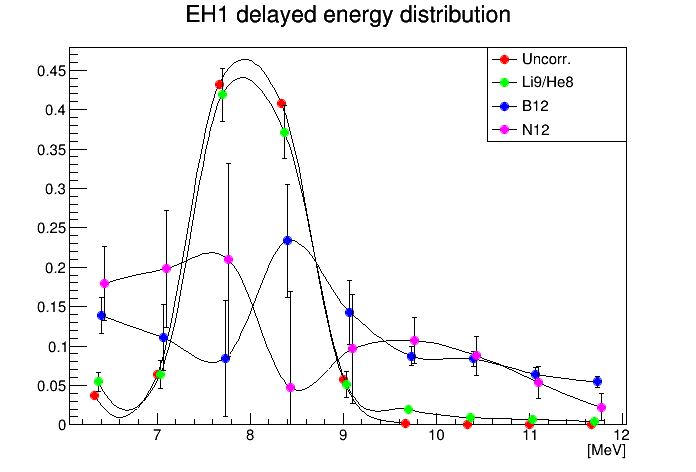 EH1 delayed energy distribution
Uncorr.
Li9/He8
B12
N12
0.45
0.4
0.35
0.3
0.25
0.2
0.15
0.1
0.05
0
7 8 9 10 11 12
[MeV]